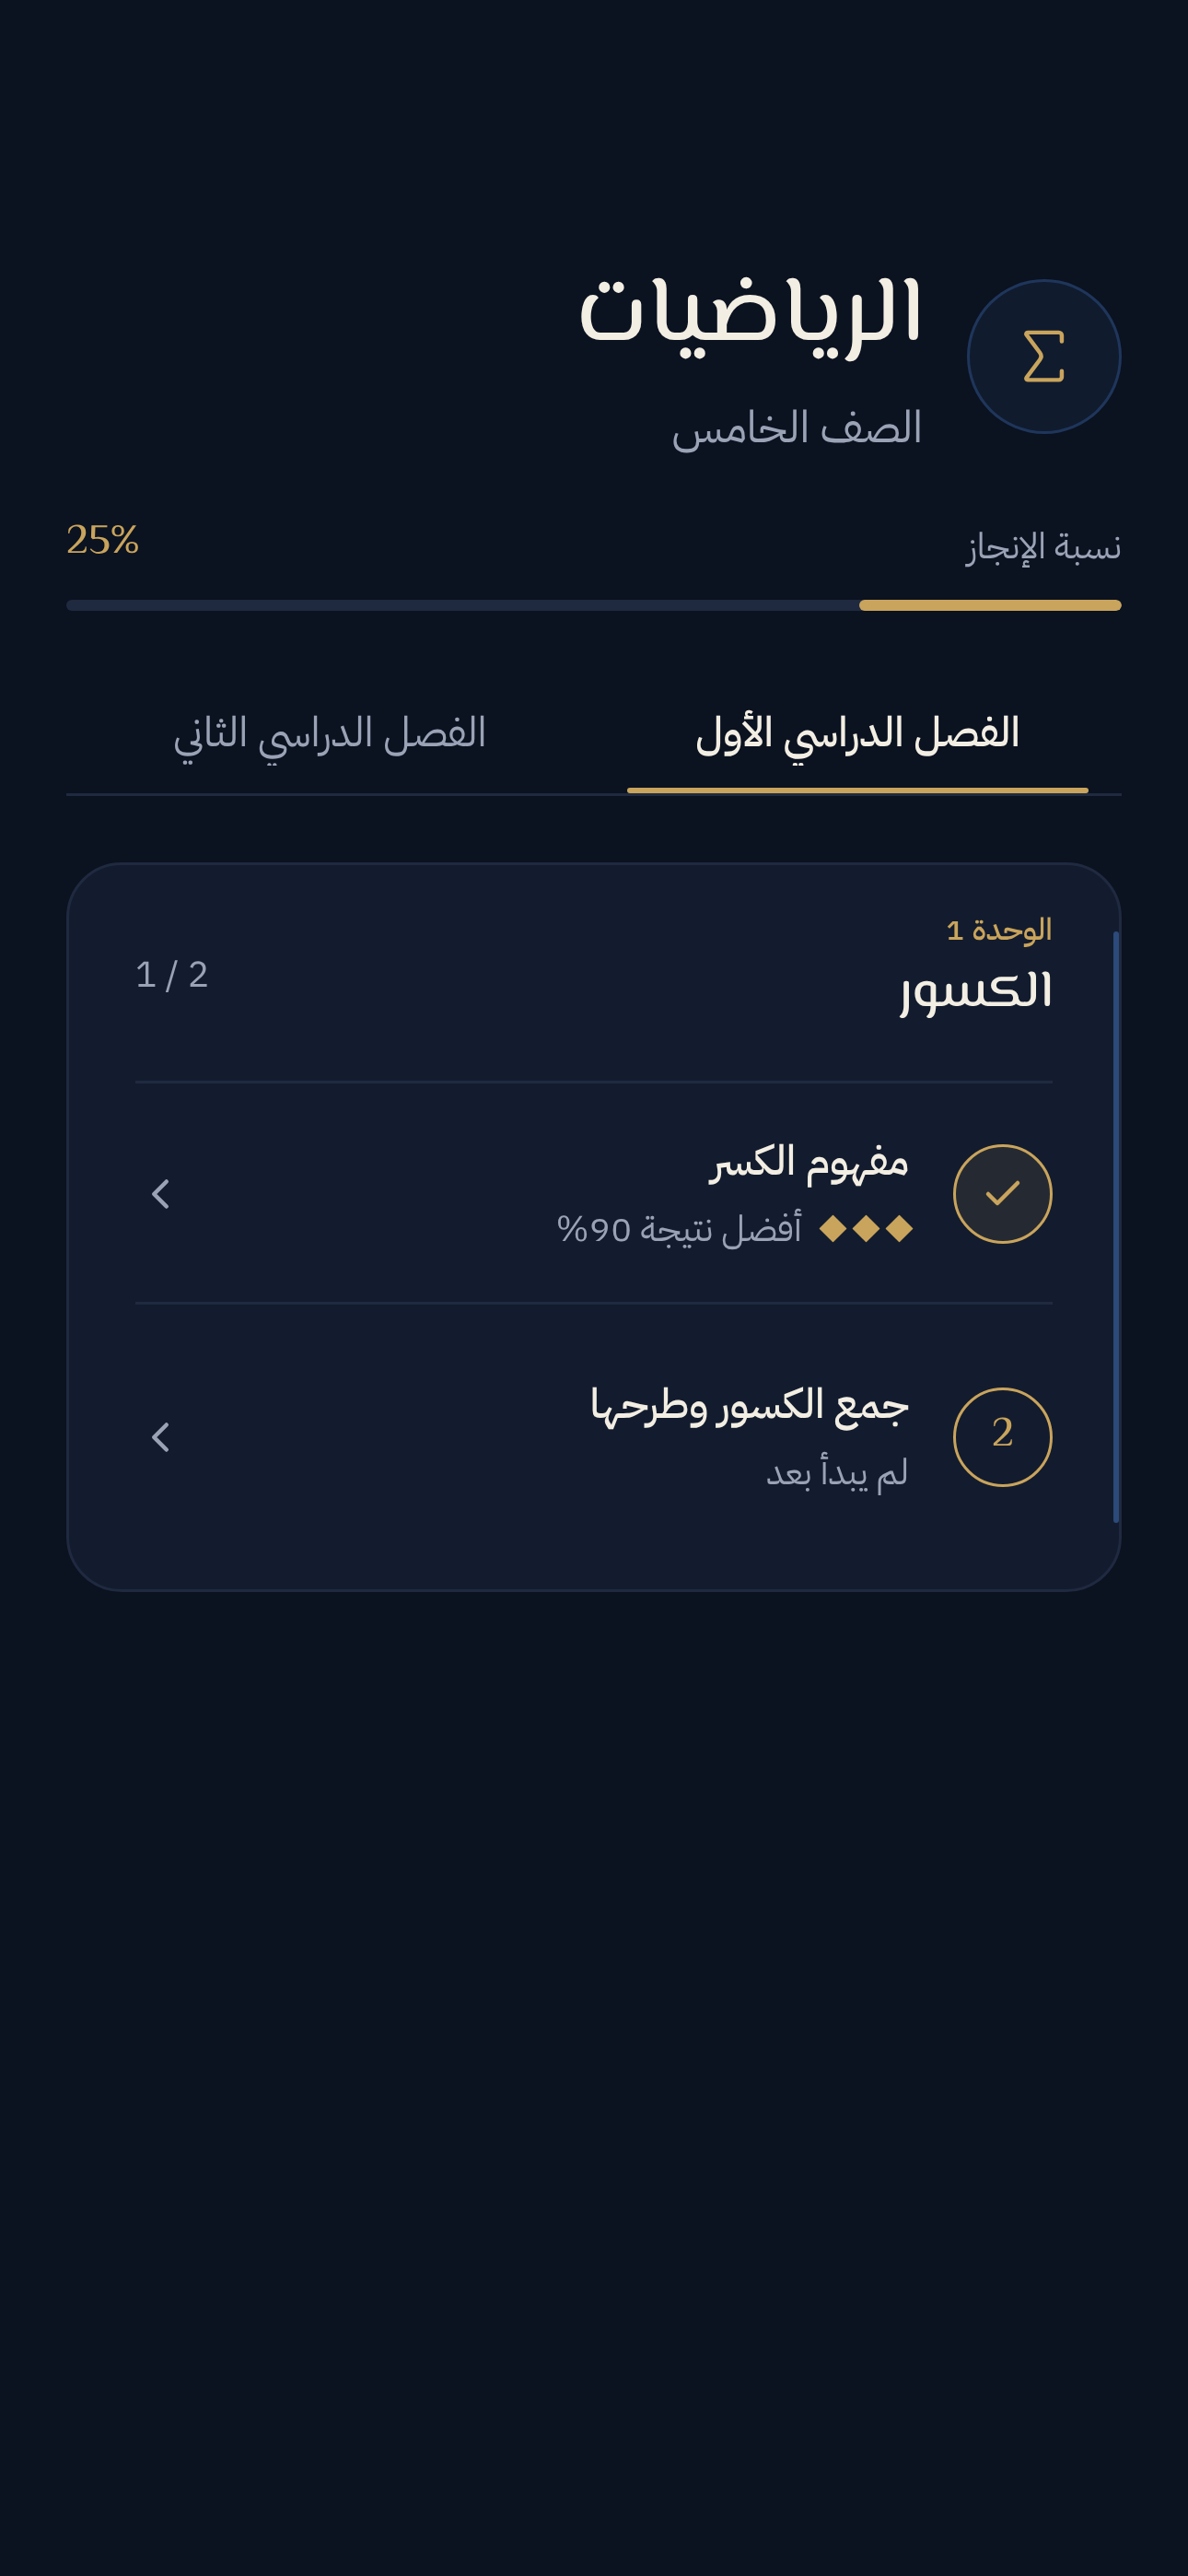 الرياضيات
الصف الخامس
نسبة الإنجاز 25%
الفصل الدراسي الأول
الفصل الدراسي الثاني
الوحدة 1
الكسور
1 / 2
مفهوم الكسر
أفضل نتيجة 90%
2
جمع الكسور وطرحها
لم يبدأ بعد